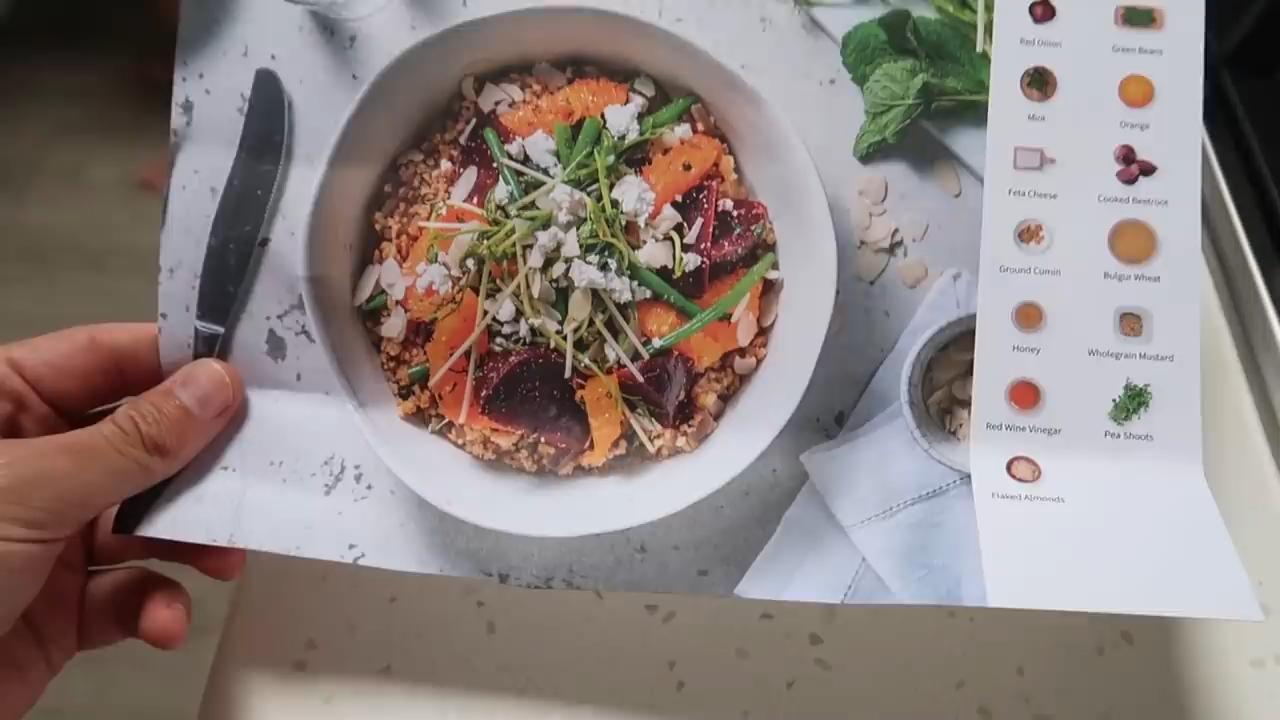 Red Onion
Green Beans
Mint
Orange
Feta Cheese
Cooked Beetroot
Ground Cumin
Bulgur Wheat
Honey
Wholegrain Mustard
Red Wine Vinegar
Pea Shoots
Flaked Almonds